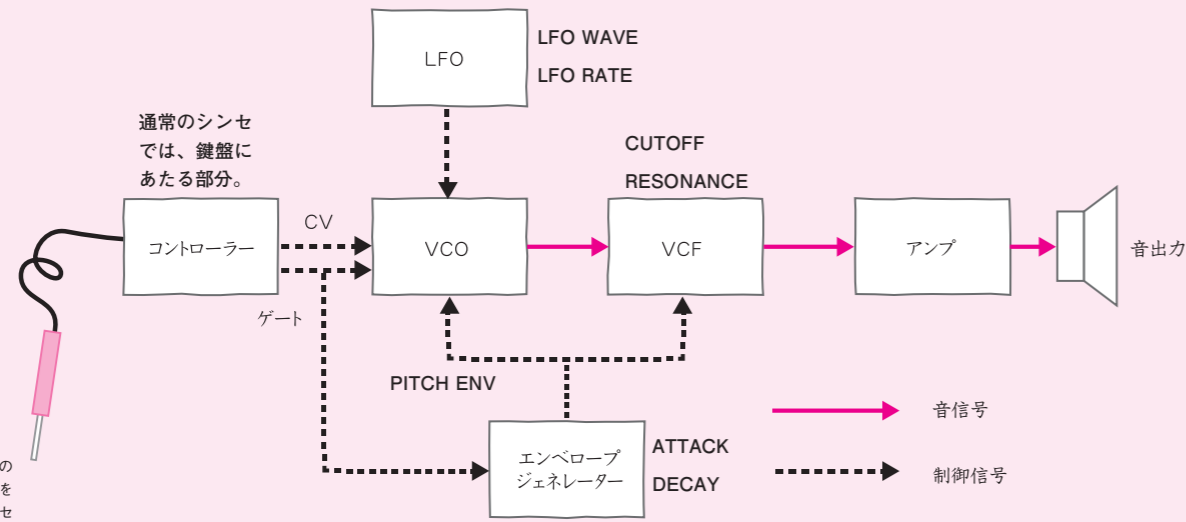 LFO
LFO WAVE
LFO RATE
通常のシンセ
では、鍵盤に
あたる部分。
CUTOFF
RESONANCE
コントローラー
CV
VCO
VCF
アンプ
音出力
ゲート
PITCH ENV
エンベロープ
ジェネレーター
ATTACK
DECAY
音信号
制御信号
の
を
セ